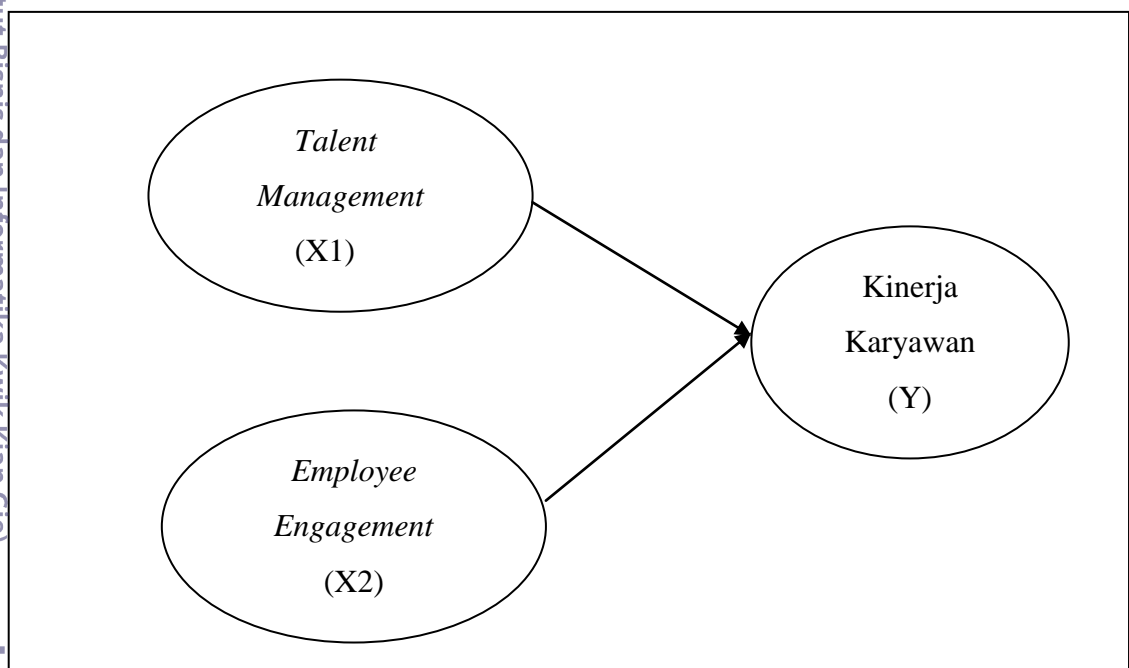 Talent
Management
(X1)
Kinerja
Karyawan
(Y)
Employee
Engagement
(X2)